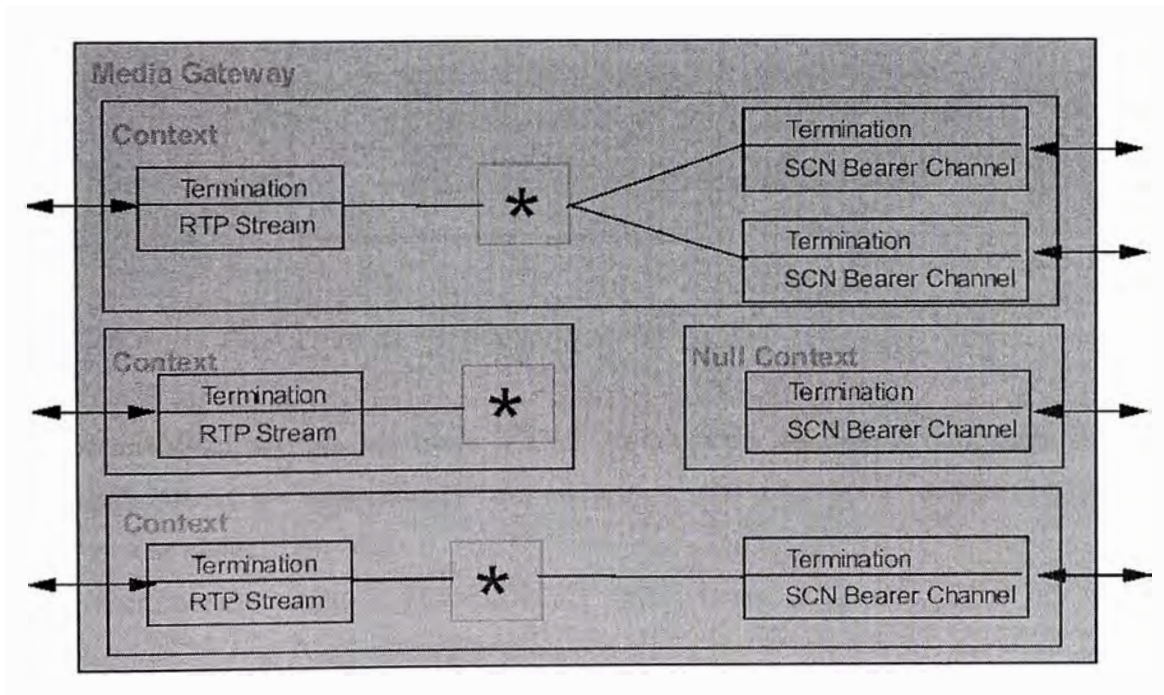 Media Gateway
Context
Termination
RTP Stream
*
Termination
SCN Bearer Channel
Termination
SCN Bearer Channel
Context
Termination
RTP Stream
*
Null Context
Termination
SCN Bearer Channel
Context
Termination
RTP Stream
*
Termination
SCN Bearer Channel